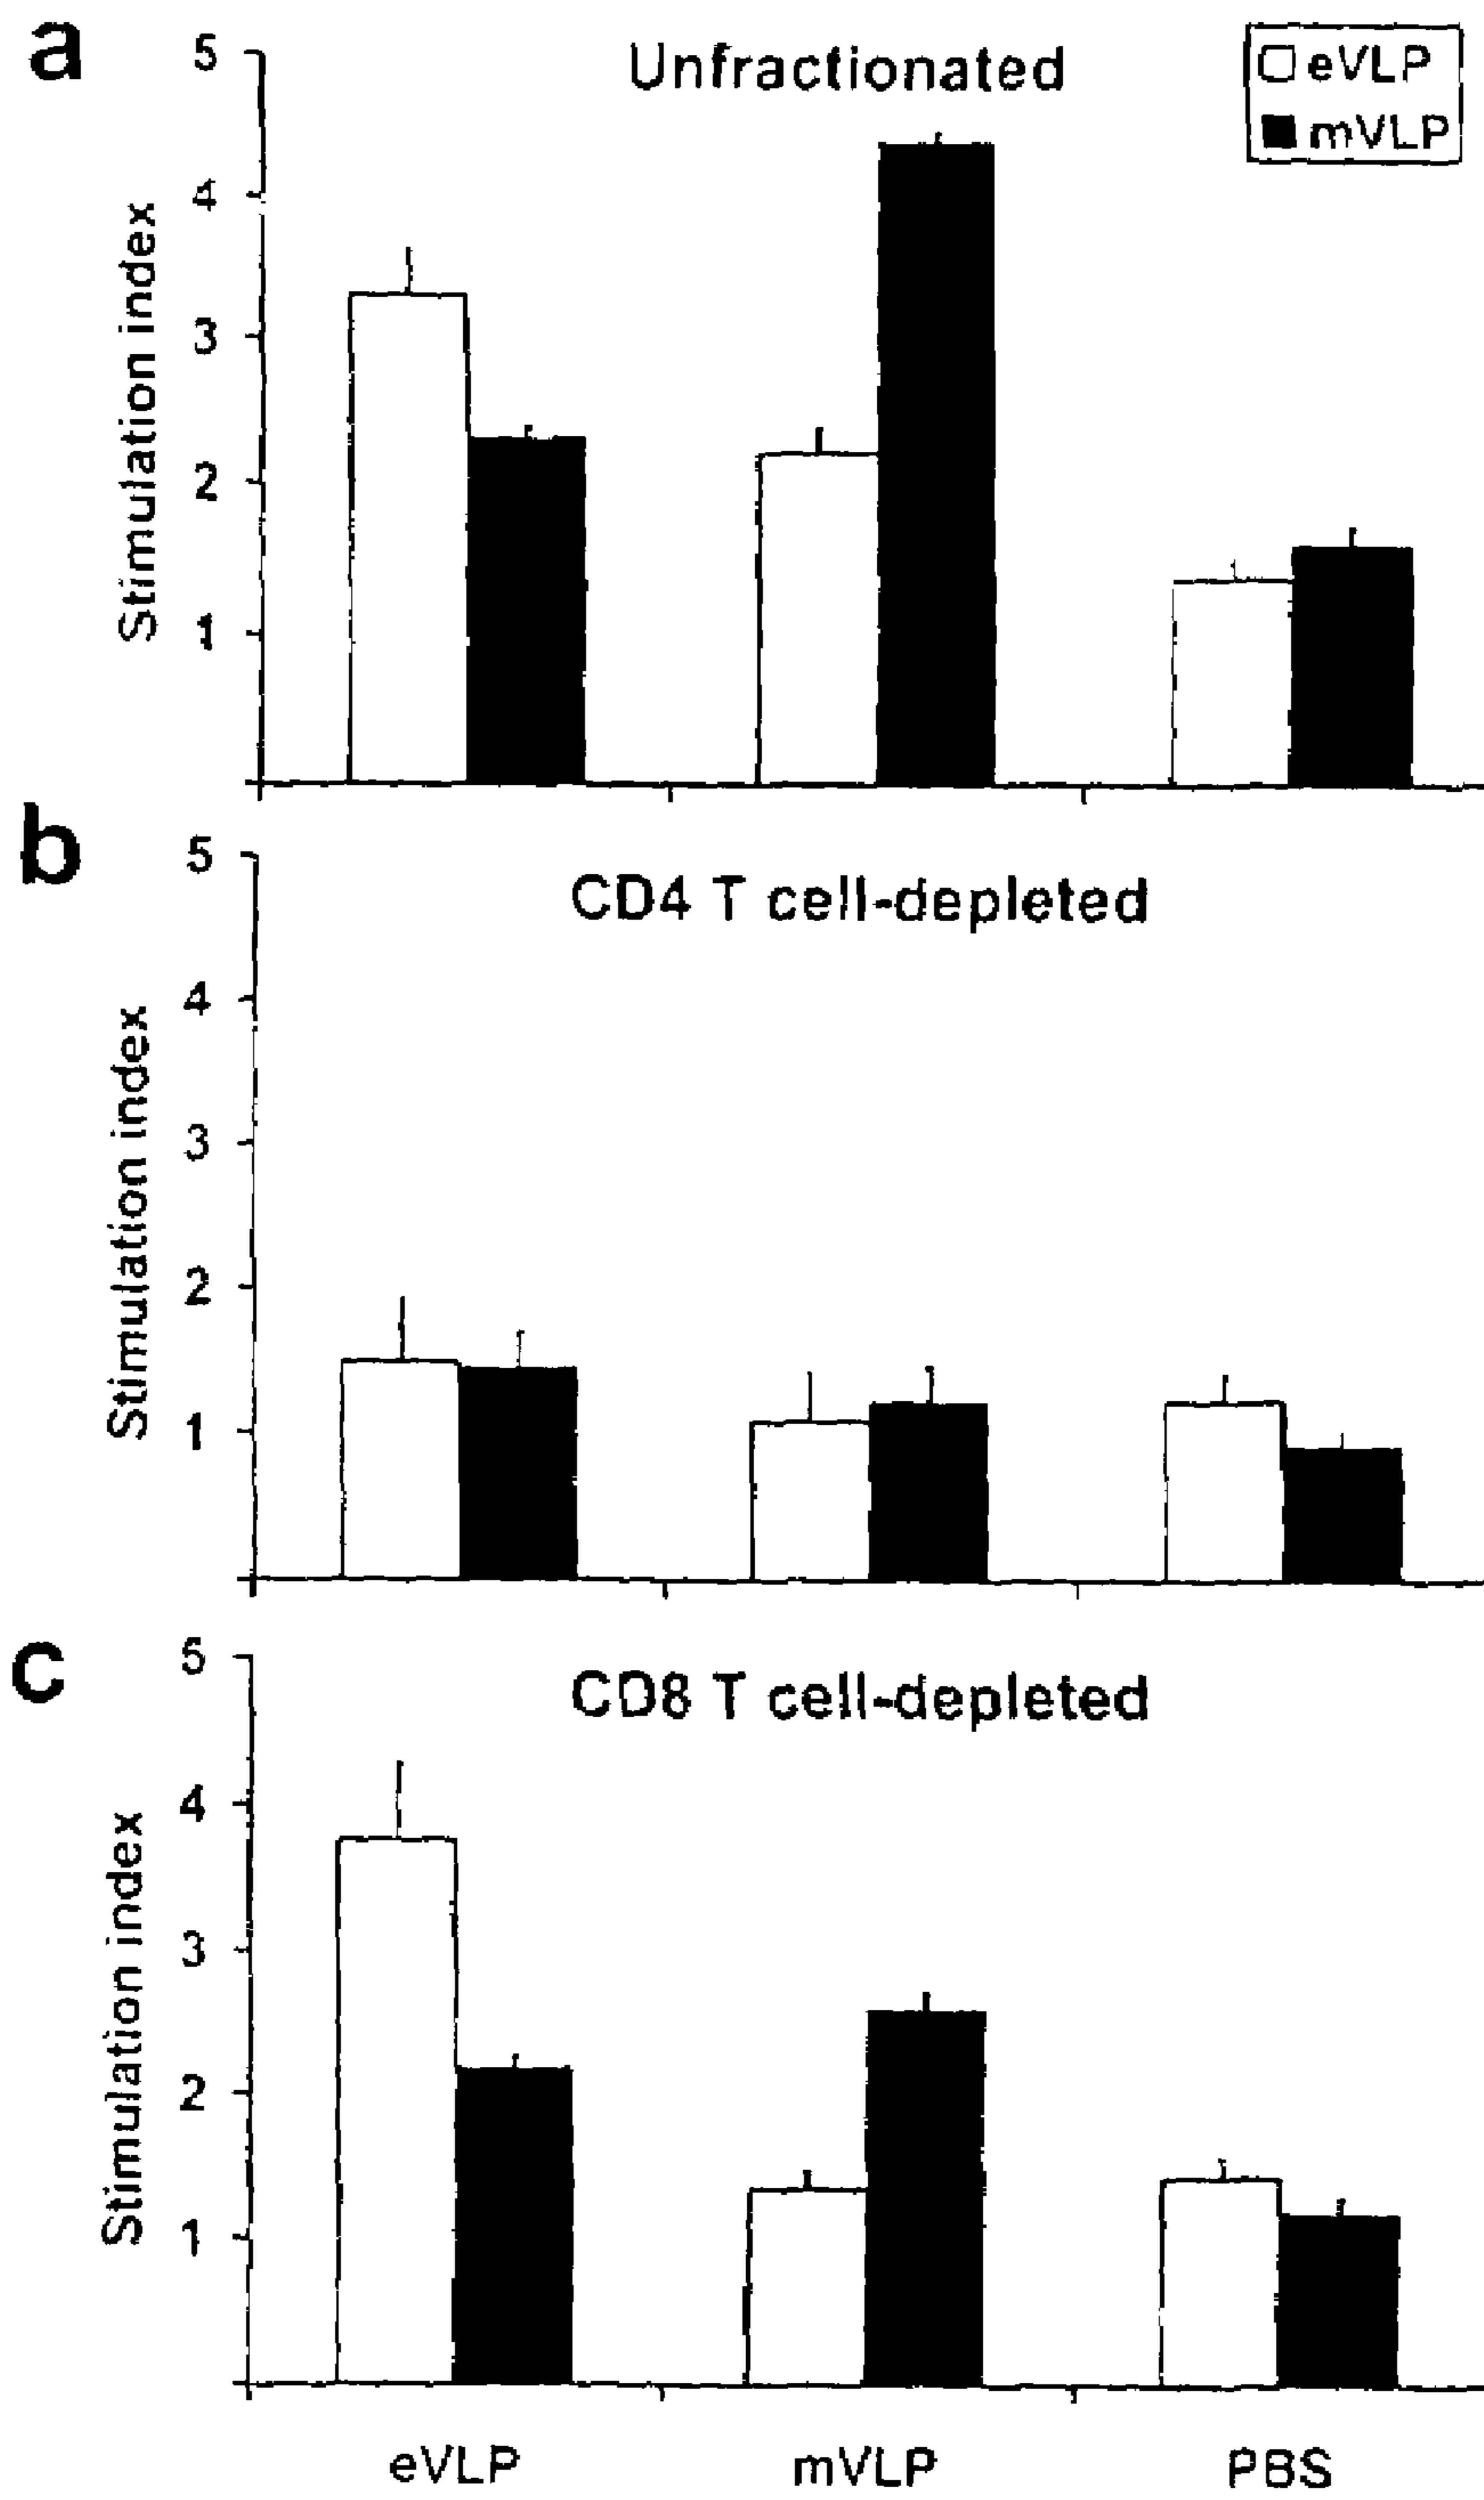 a
Unfractionated
eVLP
mVLP
5
4
3
2
1
Stimulation index
b
CD4 T cell-depleted
5
4
3
2
1
Stimulation index
c
CD8 T cell-depleted
5
4
3
2
1
Stimulation index
eVLP mVLP PBS